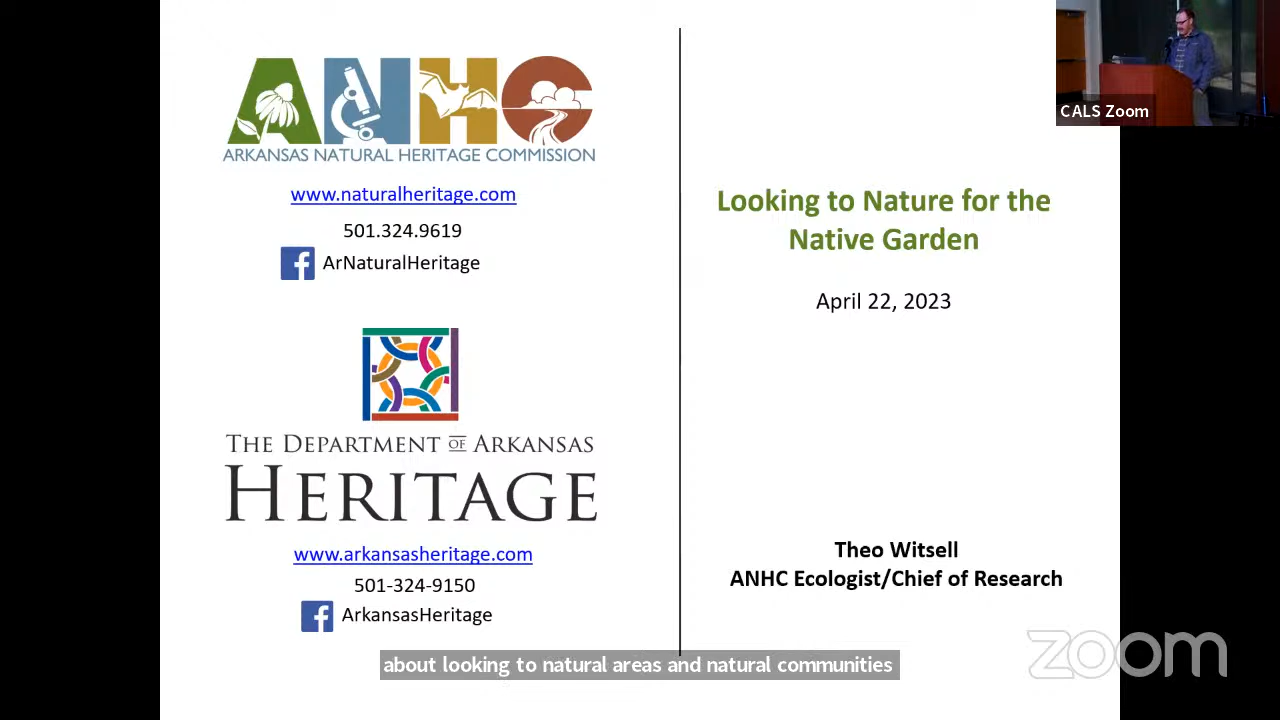 ANHC
ARKANSAS NATURAL HERITAGE COMMISSION
www.naturalheritage.com
501.324.9619
f ArNaturalHeritage
THE DEPARTMENT OF ARKANSAS
HERITAGE
www.arkansasheritage.com
501-324-9150
f ArkansasHeritage
Looking to Nature for the
Native Garden
April 22, 2023
Theo Witsell
ANHC Ecologist/Chief of Research
CALS Zoom
about looking to natural areas and natural communities
zoom